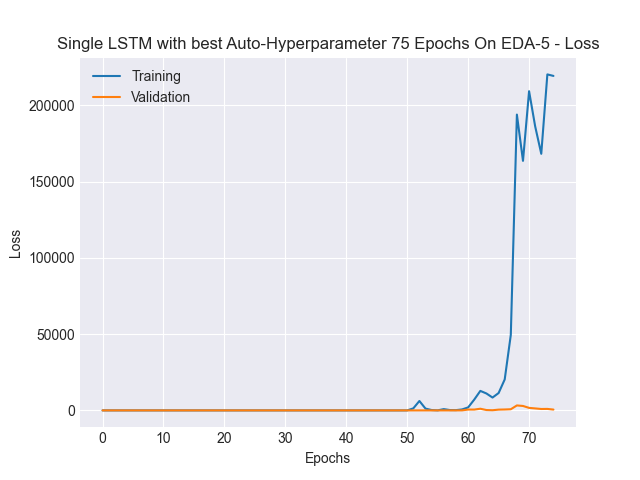 Single LSTM with best Auto-Hyperparameter 75 Epochs On EDA-5 - Loss
Training
Validation
200000
150000
100000
50000
0
Loss
0 10 20 30 40 50 60 70
Epochs